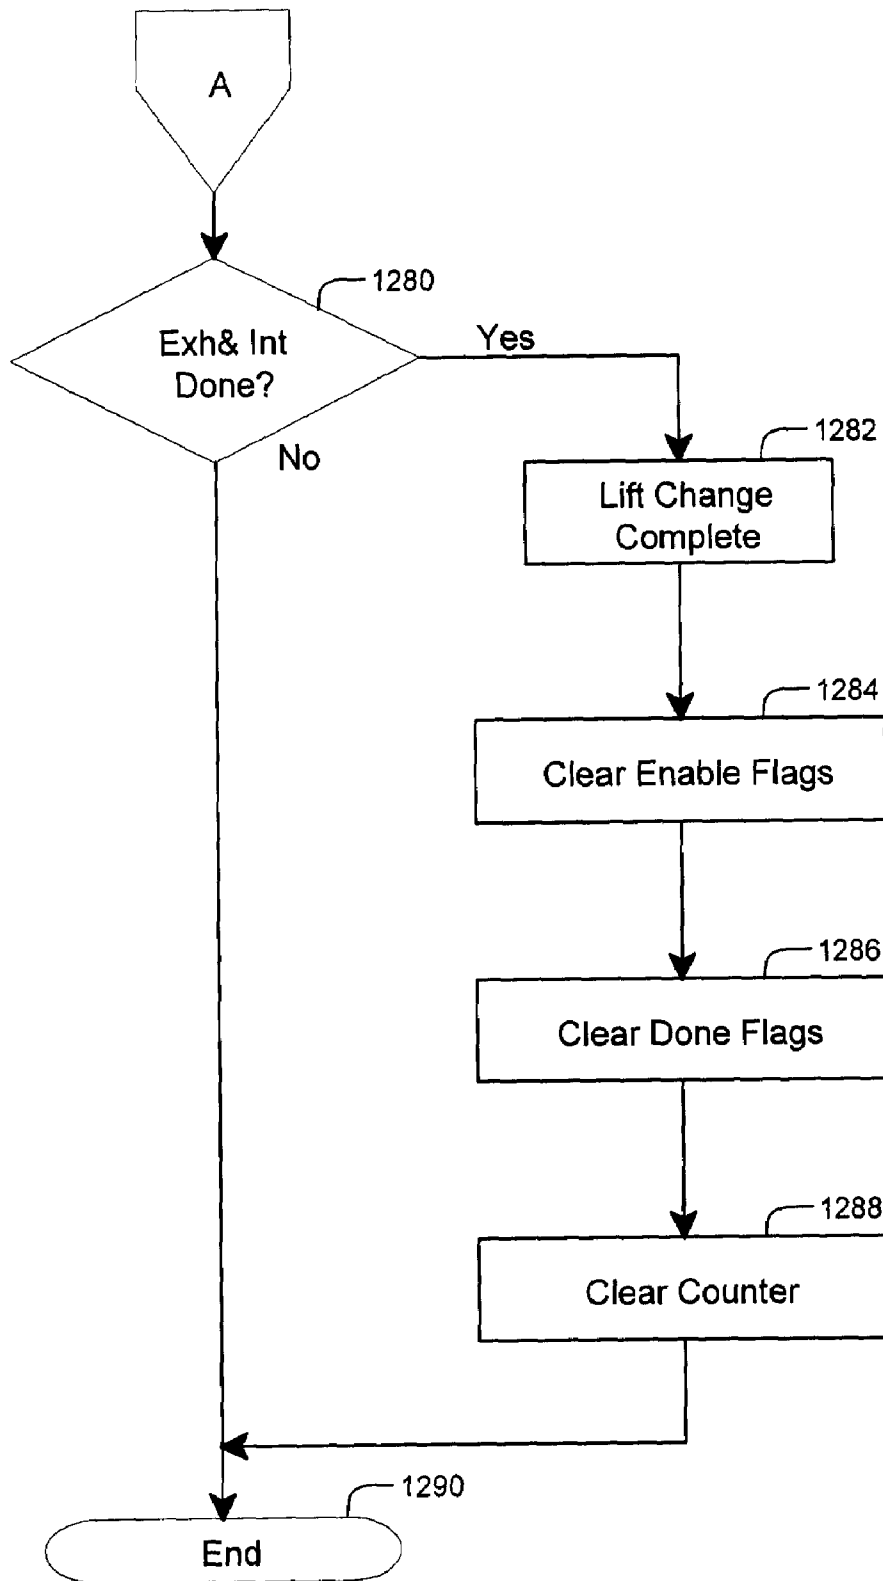 A
1280
Exh& Int
Done?
Yes
No
1282
Lift Change
Complete
1284
Clear Enable Flags
1286
Clear Done Flags
1288
Clear Counter
1290
End